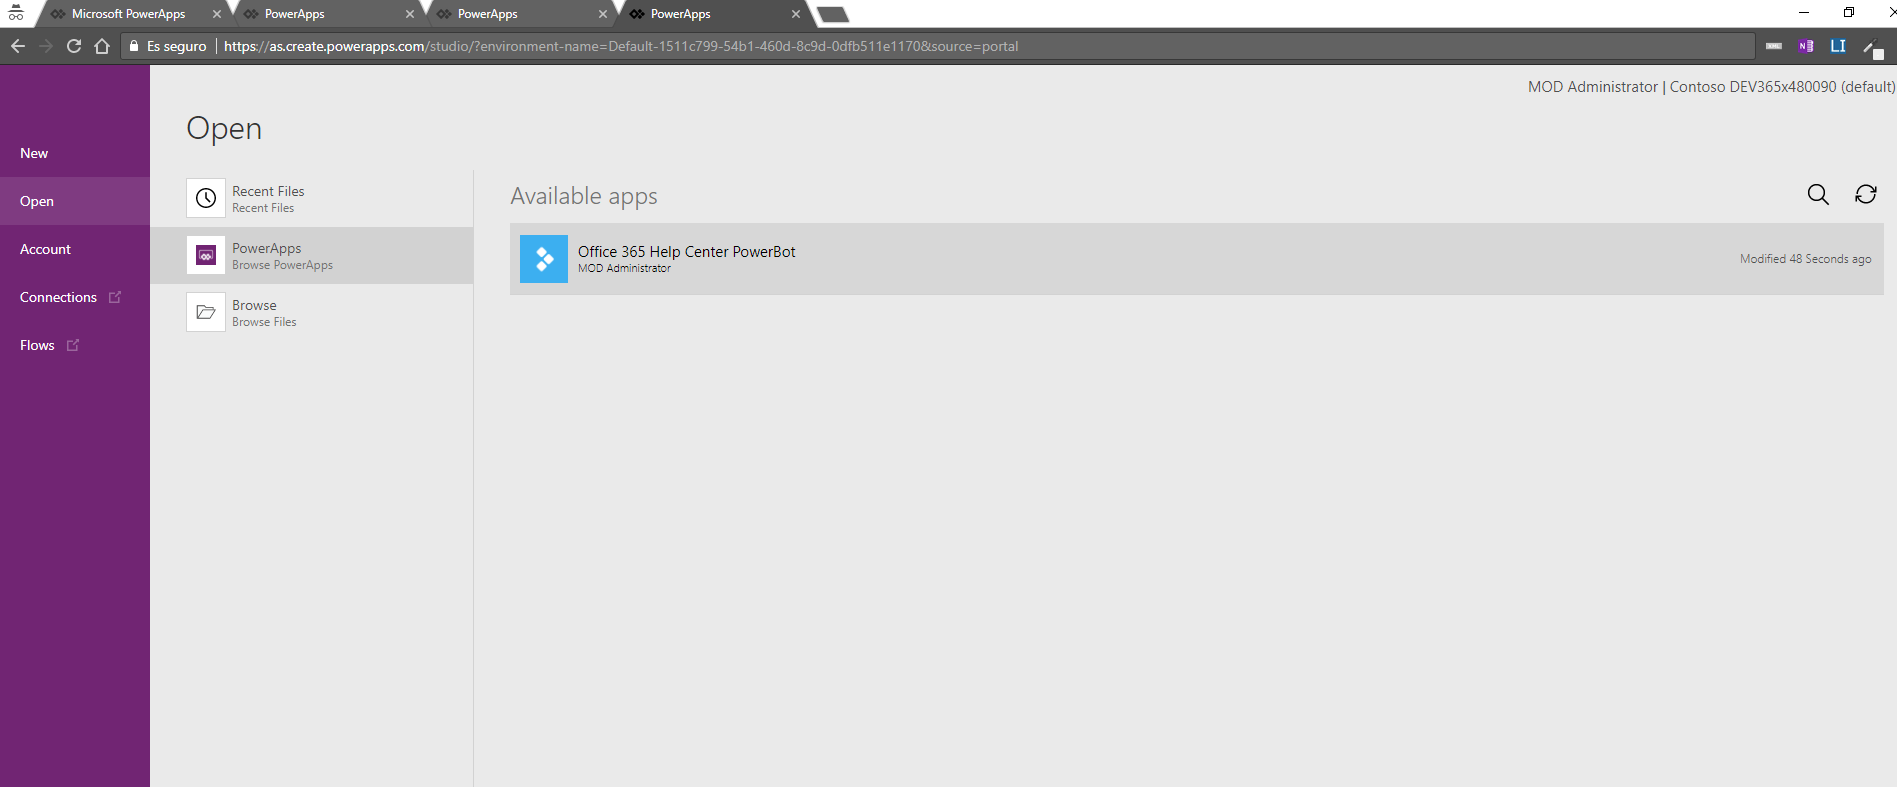 Microsoft PowerApps
PowerApps
PowerApps
PowerApps
Es seguro
https://as.create.powerapps.com/studio/?environment-name=Default-1511c799-54b1-460d-8c9d-0dfb511e1170&source=portal
XML
N
LI
MOD Administrator | Contoso DEV365x480090 (default)
New
Open
Account
Connections
Flows
Open
Recent Files
Recent Files
PowerApps
Browse PowerApps
Browse
Browse Files
Available apps
Office 365 Help Center PowerBot
MOD Administrator
Modified 48 Seconds ago